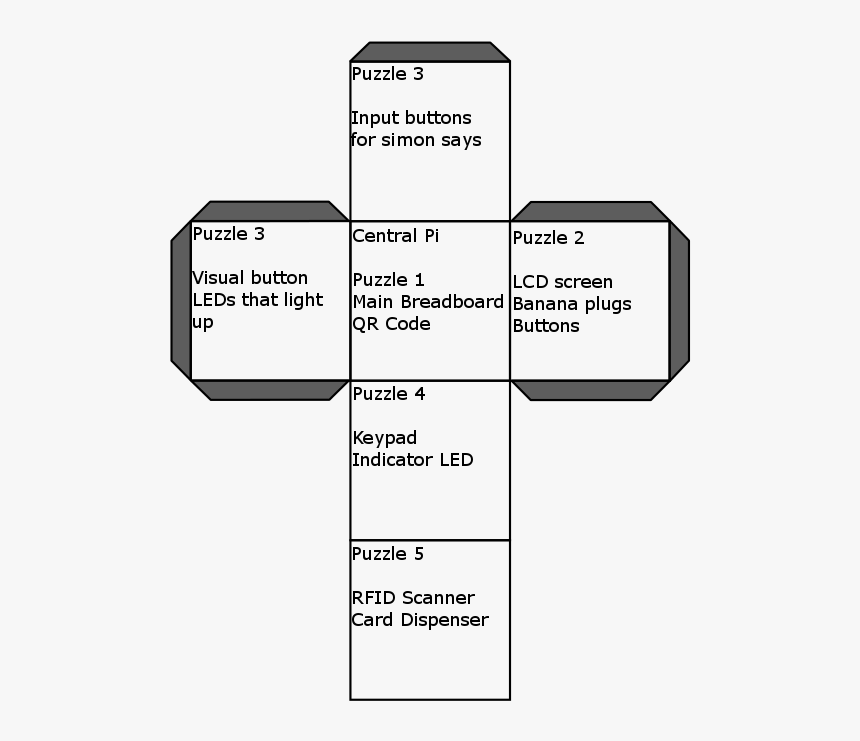 Puzzle 3
Input buttons
for simon says
Puzzle 3
Visual button
LEDs that light
up
Central Pi
Puzzle 1
Main Breadboard
QR Code
Puzzle 2
LCD screen
Banana plugs
Buttons
Puzzle 4
Keypad
Indicator LED
Puzzle 5
RFID Scanner
Card Dispenser